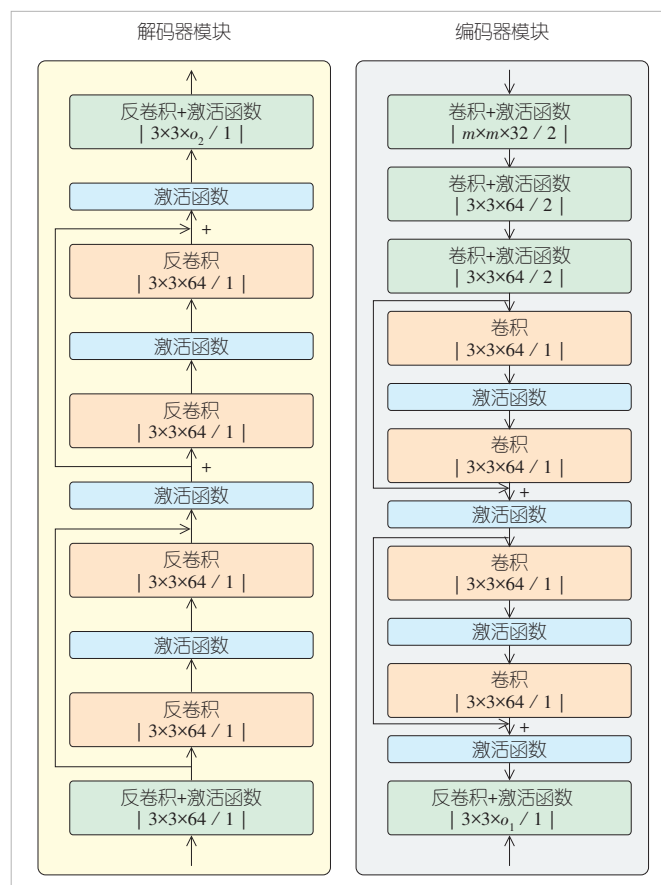 解码器模块
反卷积+激活函数
| 3×3×o₂ / 1 |
激活函数
+
反卷积
| 3×3×64 / 1 |
激活函数
反卷积
| 3×3×64 / 1 |
+
激活函数
反卷积
| 3×3×64 / 1 |
激活函数
反卷积
| 3×3×64 / 1 |
反卷积+激活函数
| 3×3×64 / 1 |
编码器模块
卷积+激活函数
| m×m×32 / 2 |
卷积+激活函数
| 3×3×64 / 2 |
卷积+激活函数
| 3×3×64 / 2 |
卷积
| 3×3×64 / 1 |
激活函数
卷积
| 3×3×64 / 1 |
+
激活函数
卷积
| 3×3×64 / 1 |
激活函数
卷积
| 3×3×64 / 1 |
+
激活函数
反卷积+激活函数
| 3×3×o₁ / 1 |